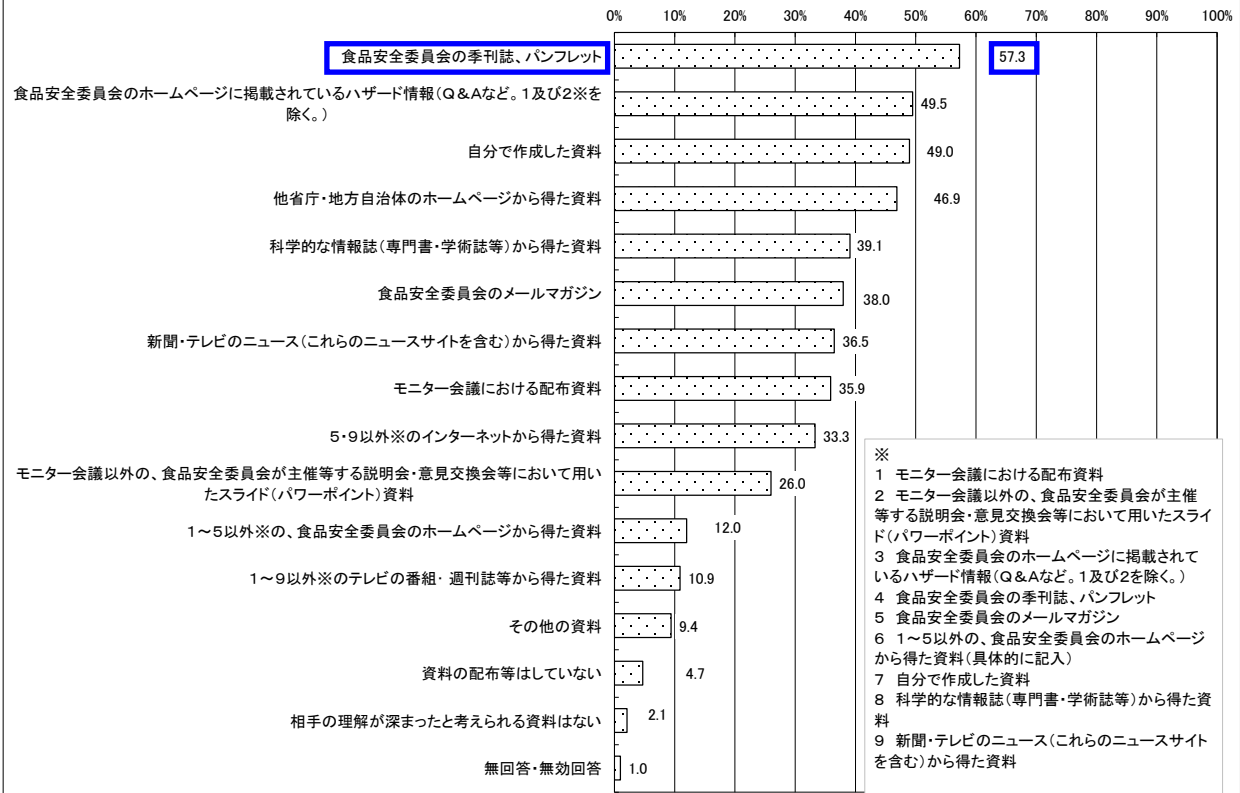 0% 10% 20% 30% 40% 50% 60% 70% 80% 90% 100%
食品安全委員会の季刊誌、パンフレット 57.3
食品安全委員会のホームページに掲載されているハザード情報(Q&Aなど。1及び2※を
除く。) 49.5
自分で作成した資料 49.0
他省庁・地方自治体のホームページから得た資料 46.9
科学的な情報誌(専門書・学術誌等)から得た資料 39.1
食品安全委員会のメールマガジン 38.0
新聞・テレビのニュース(これらのニュースサイトを含む)から得た資料 36.5
モニター会議における配布資料 35.9
5・9以外※のインターネットから得た資料 33.3
モニター会議以外の、食品安全委員会が主催等する説明会・意見交換会等において用い
たスライド(パワーポイント)資料 26.0
1~5以外※の、食品安全委員会のホームページから得た資料 12.0
1~9以外※のテレビの番組・週刊誌等から得た資料 10.9
その他の資料 9.4
資料の配布等はしていない 4.7
相手の理解が深まったと考えられる資料はない 2.1
無回答・無効回答 1.0
※
1 モニター会議における配布資料
2 モニター会議以外の、食品安全委員会が主催
等する説明会・意見交換会等において用いたスライ
ド(パワーポイント)資料
3 食品安全委員会のホームページに掲載されて
いるハザード情報(Q&Aなど。1及び2を除く。)
4 食品安全委員会の季刊誌、パンフレット
5 食品安全委員会のメールマガジン
6 1~5以外の、食品安全委員会のホームページ
から得た資料(具体的に記入)
7 自分で作成した資料
8 科学的な情報誌(専門書・学術誌等)から得た資
料
9 新聞・テレビのニュース(これらのニュースサイト
を含む)から得た資料